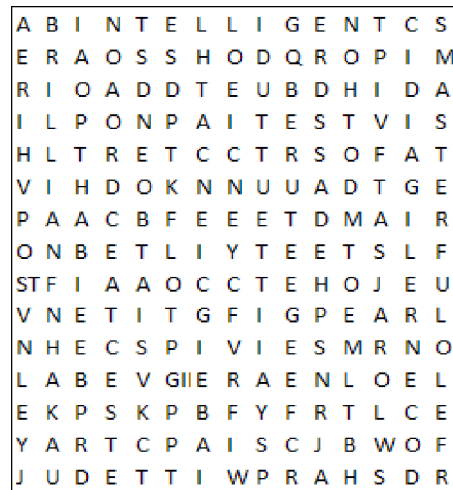 A B I N T E L L I G E N T C S
E R A O S S H O D Q R O P I M
R I O A D D T E U B D H I D A
I L P O N P A I T E S T V I S
H L T R E T C C T R S O F A T
V I H D O K N N U U A D T G E
P A A C B F E E E T D M A I R
O N B E T L I Y T E E T S L F
ST F I A A O C C T E H O J E U
V N E T I T G F I G P E A R L
N H E C S P I V I E S M R N O
L A B E V GII E R A E N L O E L
E K P S K P B F Y F R T L C E
Y A R T C P A I S C J B W O F
J U D E T T I W P R A H S D R